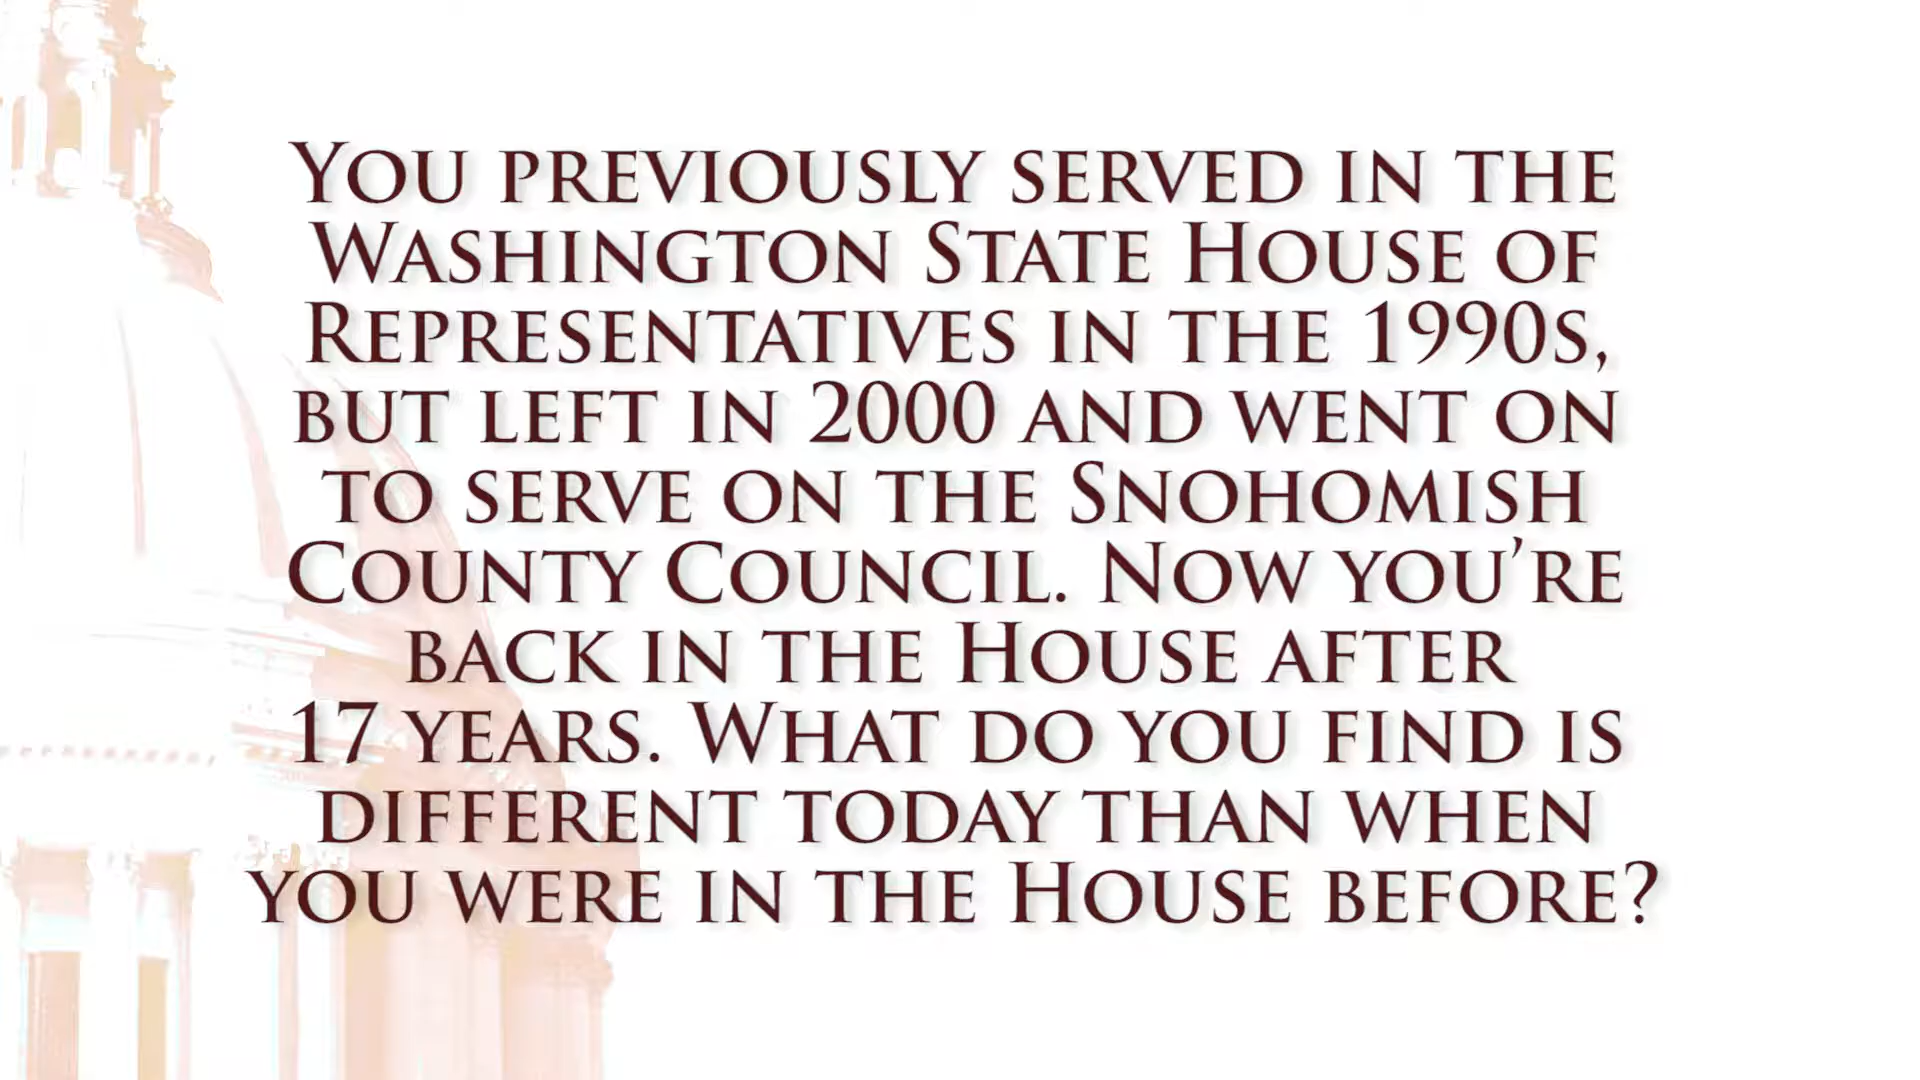 You previously served in the
Washington State House of
Representatives in the 1990s,
but left in 2000 and went on
to serve on the Snohomish
County Council. Now you’re
back in the House after
17 years. What do you find is
different today than when
you were in the House before?